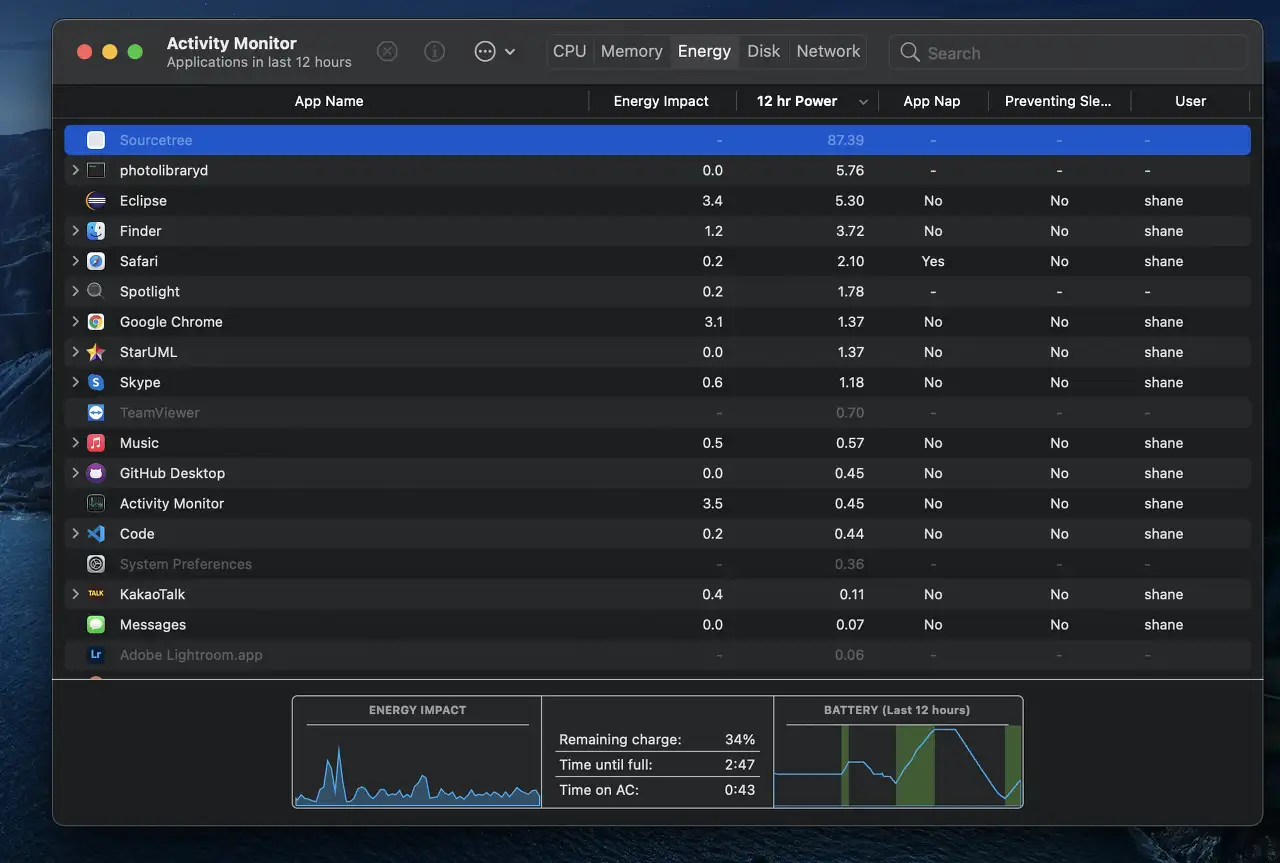 Activity Monitor
Applications in last 12 hours
CPU Memory Energy Disk Network
Search
App Name Energy Impact 12 hr Power App Nap Preventing Sle... User
Sourcetree - 87.39 - - -
photolibraryd 0.0 5.76 - - -
Eclipse 3.4 5.30 No No shane
Finder 1.2 3.72 No No shane
Safari 0.2 2.10 Yes No shane
Spotlight 0.2 1.78 - - -
Google Chrome 3.1 1.37 No No shane
StarUML 0.0 1.37 No No shane
S Skype 0.6 1.18 No No shane
TeamViewer - 0.70 - - -
Music 0.5 0.57 No No shane
GitHub Desktop 0.0 0.45 No No shane
Activity Monitor 3.5 0.45 No No shane
Code 0.2 0.44 No No shane
System Preferences - 0.36 - - -
TALK KakaoTalk 0.4 0.11 No No shane
Messages 0.0 0.07 No No shane
Lr Adobe Lightroom.app - 0.06 - - -
ENERGY IMPACT
Remaining charge: 34%
Time until full: 2:47
Time on AC: 0:43
BATTERY (Last 12 hours)